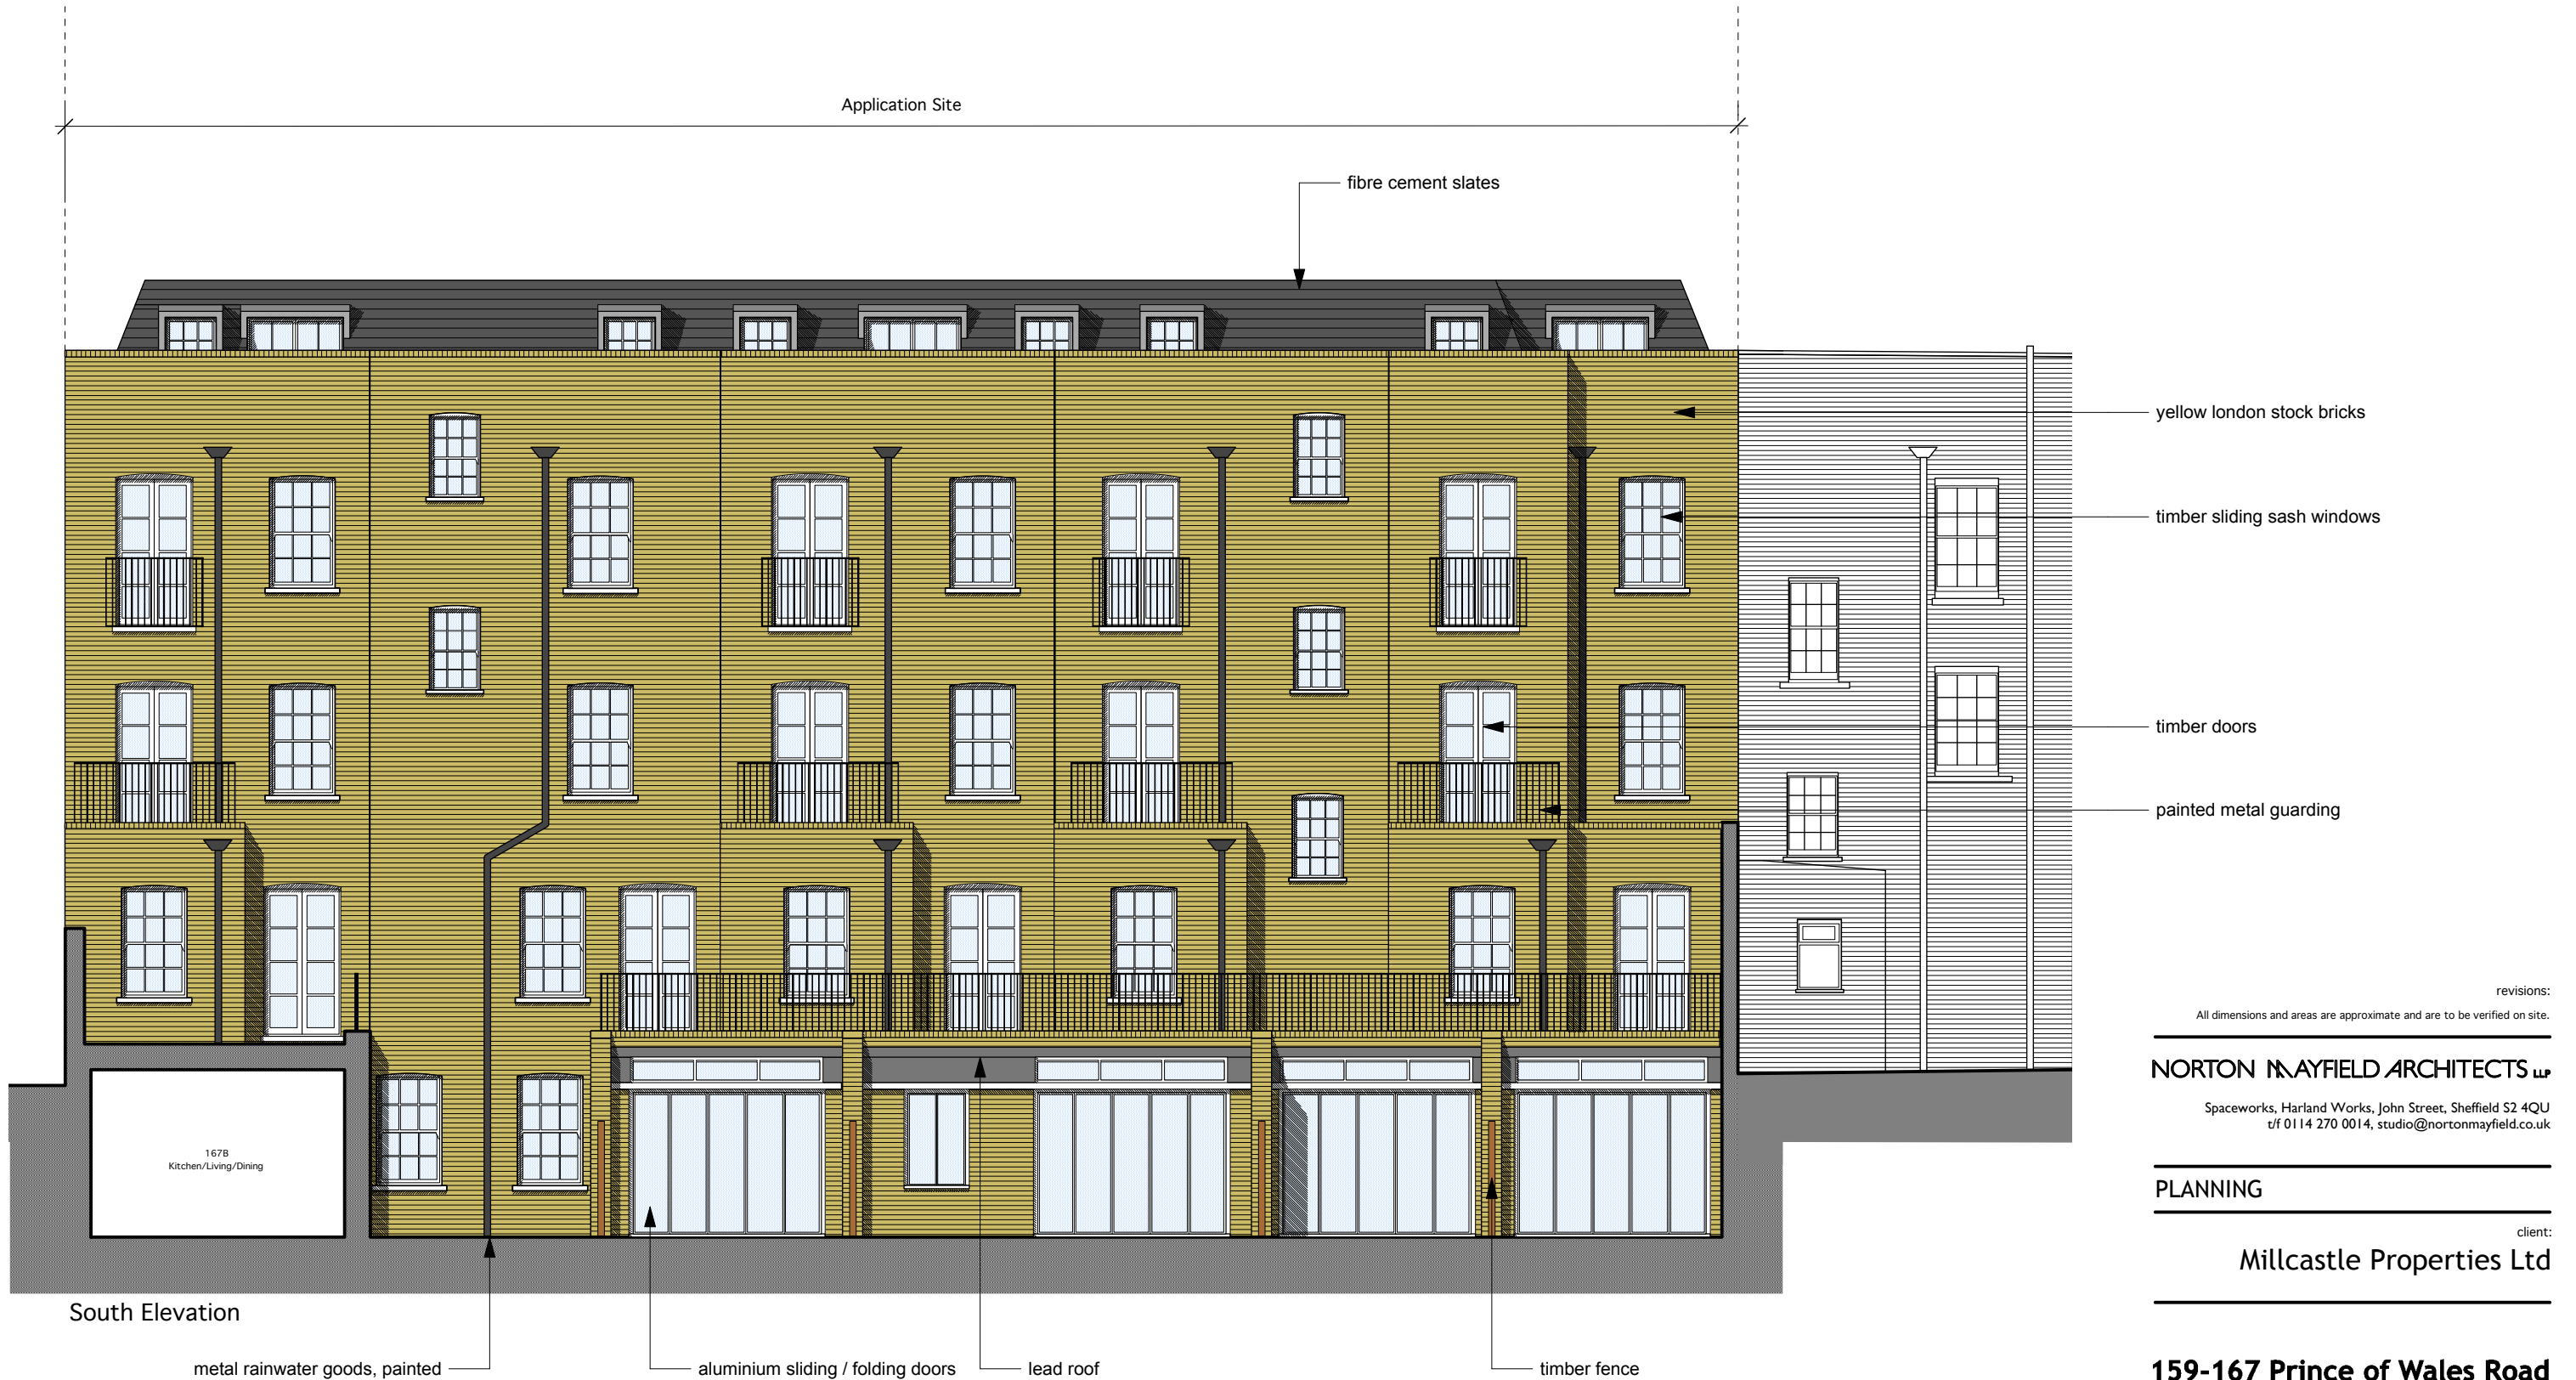 Application Site
fibre cement slates
yellow london stock bricks
timber sliding sash windows
timber doors
painted metal guarding
revisions:
All dimensions and areas are approximate and are to be verified on site.
NORTON MAYFIELD ARCHITECTS LLP
Spaceworks, Harland Works, John Street, Sheffield S2 4QU
t/f 0114 270 0014, studio@nortonmayfield.co.uk
167B
Kitchen/Living/Dining
PLANNING
client:
Millcastle Properties Ltd
South Elevation
metal rainwater goods, painted
aluminium sliding / folding doors
lead roof
timber fence
159-167 Prince of Wales Road